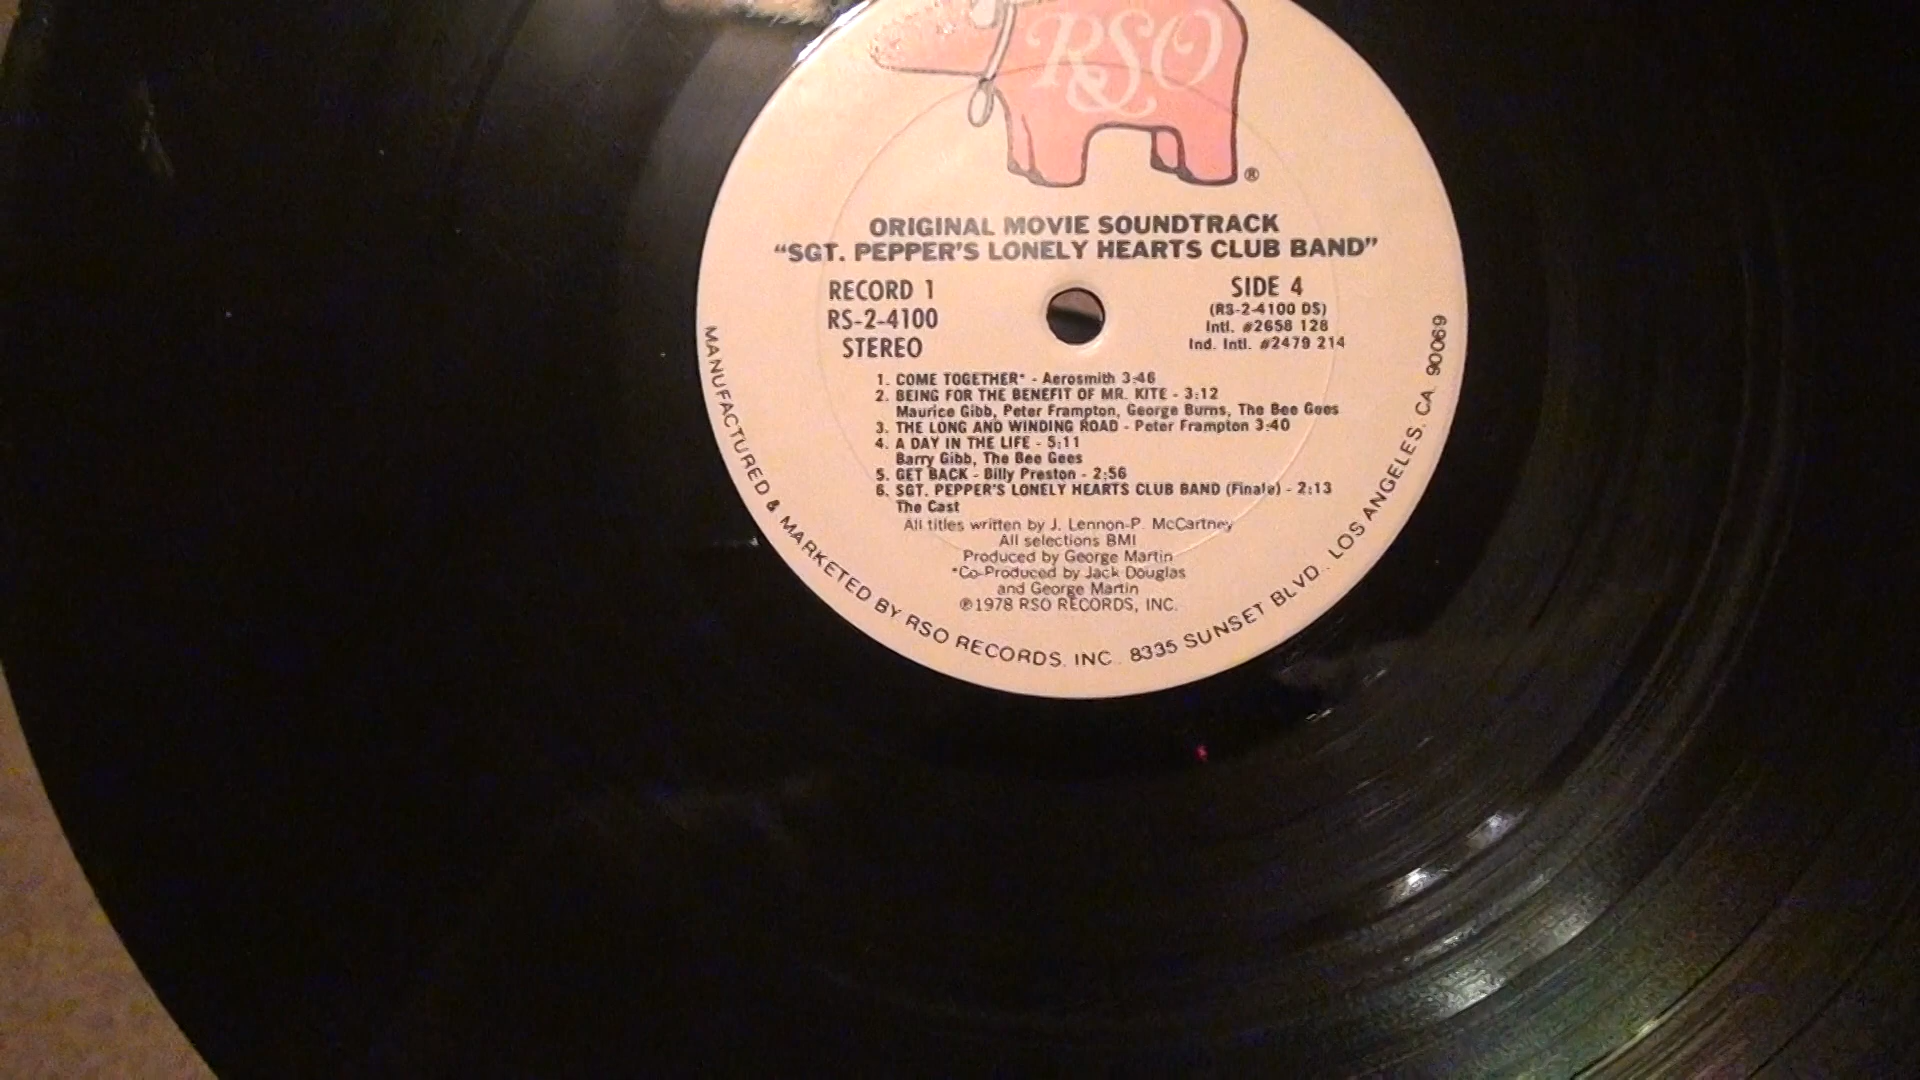 RSO
®
ORIGINAL MOVIE SOUNDTRACK
“SGT. PEPPER'S LONELY HEARTS CLUB BAND”
RECORD 1
RS-2-4100
STEREO
SIDE 4
(RS-2-4100 DS)
Intl. #2658 128
Ind. Intl. #2479 214
1. COME TOGETHER* - Aerosmith 3:46
2. BEING FOR THE BENEFIT OF MR. KITE - 3:12
Maurice Gibb, Peter Frampton, George Burns, The Bee Gees
3. THE LONG AND WINDING ROAD - Peter Frampton 3:40
4. A DAY IN THE LIFE - 5:11
Barry Gibb, The Bee Gees
5. GET BACK - Billy Preston - 2:56
6. SGT. PEPPER'S LONELY HEARTS CLUB BAND (Finale) - 2:13
The Cast
All titles written by J. Lennon-P. McCartney
All selections BMI
Produced by George Martin
*Co-Produced by Jack Douglas
and George Martin
℗1978 RSO RECORDS, INC.
MANUFACTURED & MARKETED BY RSO RECORDS, INC., 8335 SUNSET BLVD., LOS ANGELES, CA. 90069